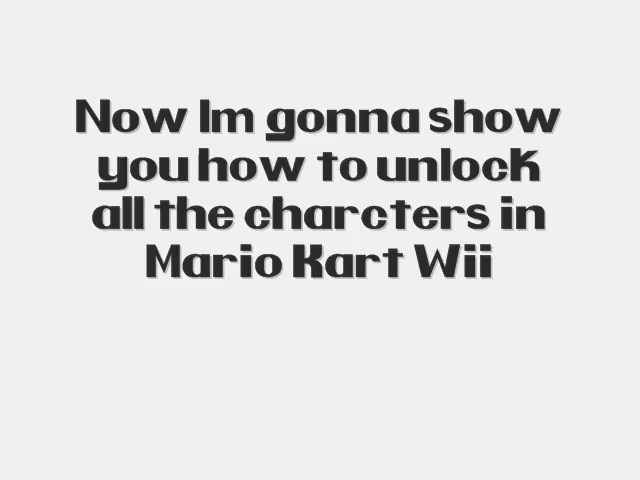 Now Im gonna show
you how to unlock
all the charcters in
Mario Kart Wii